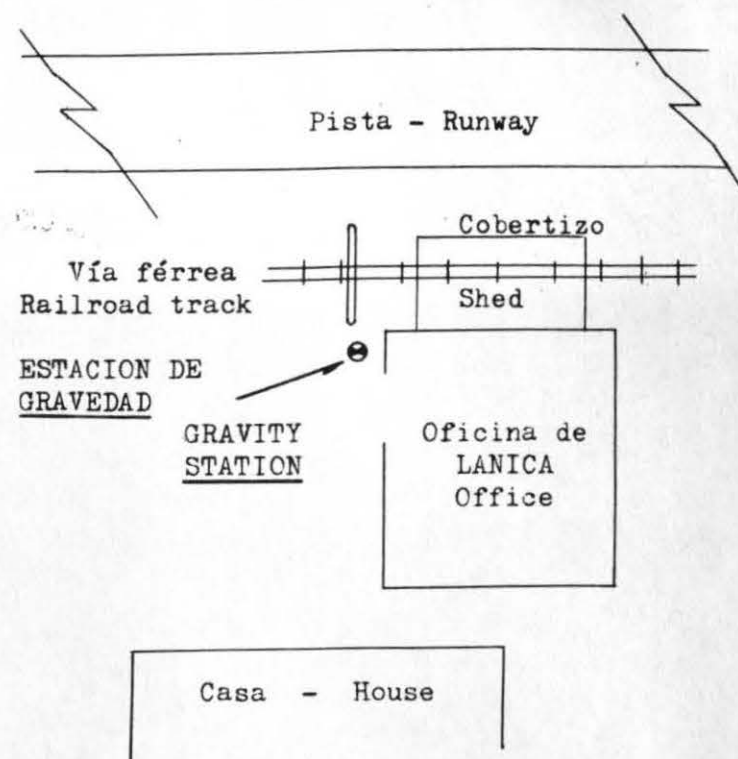 Pista - Runway
Cobertizo
Vía férrea
Railroad track
Shed
ESTACION DE
GRAVEDAD
GRAVITY
STATION
Oficina de
LANICA
Office
Casa - House